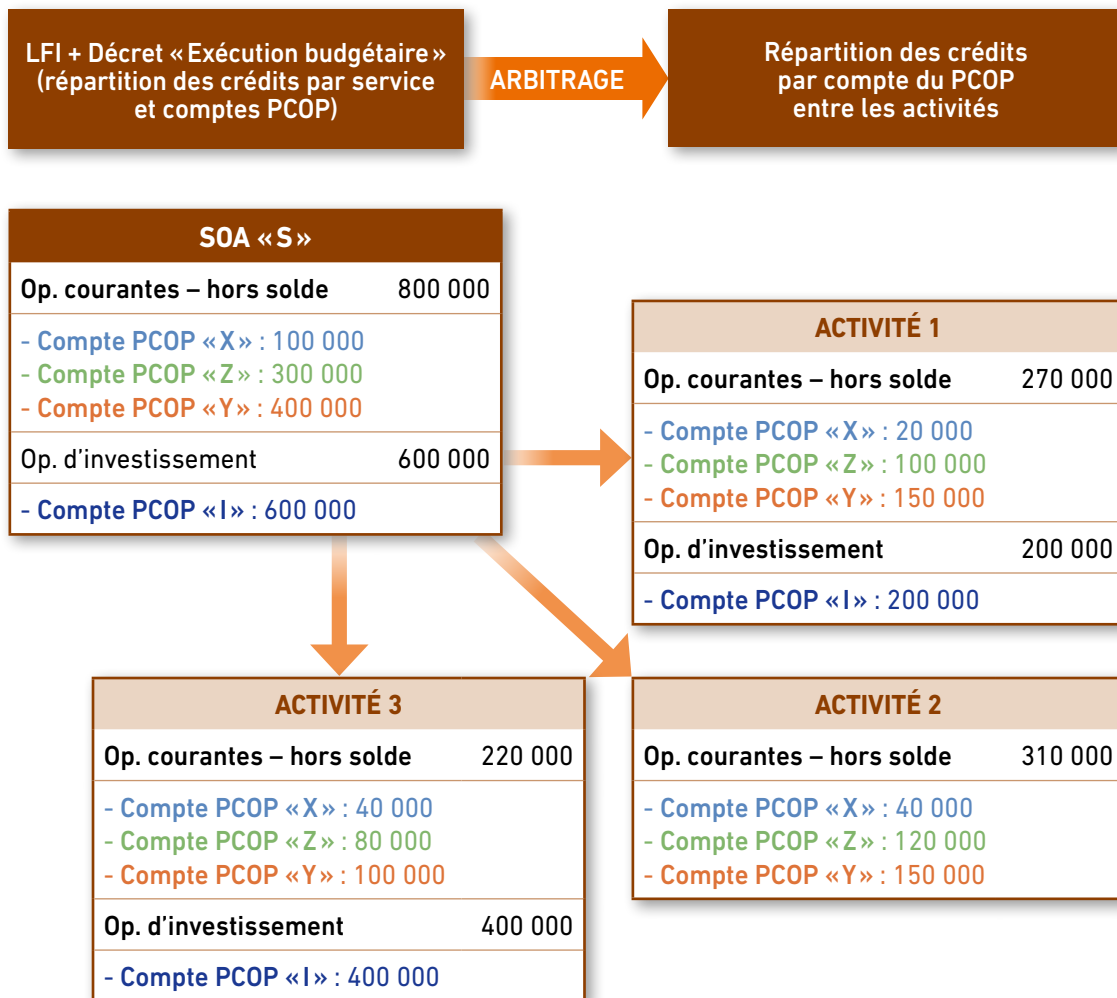 LFI + Décret «Exécution budgétaire»
(répartition des crédits par service
et comptes PCOP)
ARBITRAGE
Répartition des crédits
par compte du PCOP
entre les activités
SOA «S»
Op. courantes – hors solde 800 000
- Compte PCOP «X» : 100 000
- Compte PCOP «Z» : 300 000
- Compte PCOP «Y» : 400 000
Op. d’investissement 600 000
- Compte PCOP «I» : 600 000
ACTIVITÉ 1
Op. courantes – hors solde 270 000
- Compte PCOP «X» : 20 000
- Compte PCOP «Z» : 100 000
- Compte PCOP «Y» : 150 000
Op. d’investissement 200 000
- Compte PCOP «I» : 200 000
ACTIVITÉ 3
Op. courantes – hors solde 220 000
- Compte PCOP «X» : 40 000
- Compte PCOP «Z» : 80 000
- Compte PCOP «Y» : 100 000
Op. d’investissement 400 000
- Compte PCOP «I» : 400 000
ACTIVITÉ 2
Op. courantes – hors solde 310 000
- Compte PCOP «X» : 40 000
- Compte PCOP «Z» : 120 000
- Compte PCOP «Y» : 150 000